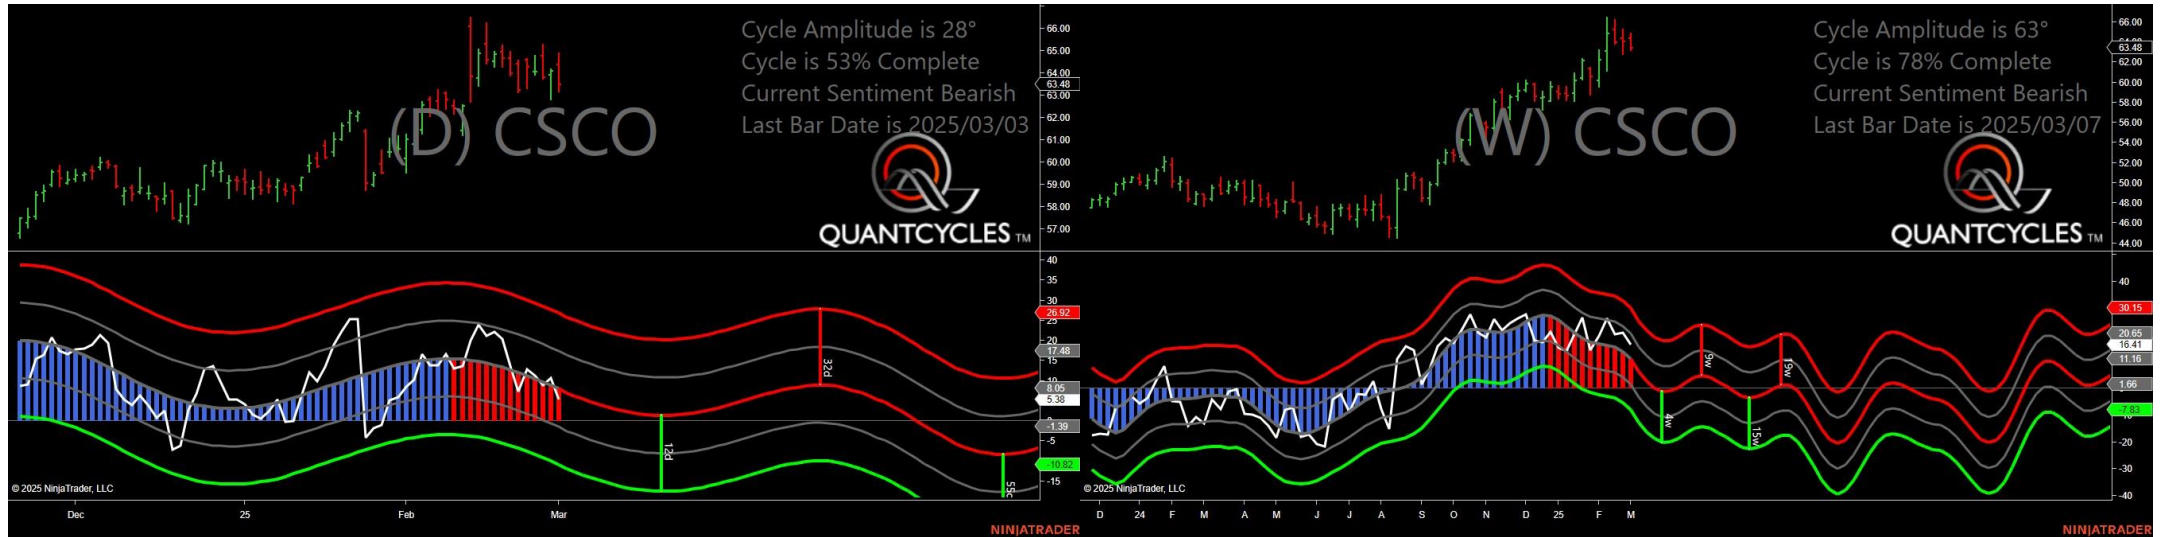 Cycle Amplitude is 28°
Cycle is 53% Complete
Current Sentiment Bearish
Last Bar Date is 2025/03/03
(D) CSCO
QUANTCYCLES TM
66.00
65.00
64.00
63.48
63.00
62.00
61.00
60.00
59.00
58.00
57.00
40
35
30
26.92
25
20
17.48
15
8.05
5.38
-1.39
-5
-10.82
-15
32d
12d
© 2025 NinjaTrader, LLC
Dec
25
Feb
Mar
NINJATRADER
Cycle Amplitude is 63°
Cycle is 78% Complete
Current Sentiment Bearish
Last Bar Date is 2025/03/07
(W) CSCO
QUANTCYCLES TM
66.00
63.48
62.00
60.00
58.00
56.00
54.00
52.00
50.00
48.00
46.00
44.00
40
30.15
20.65
16.41
11.16
1.66
-7.83
-20
-30
-40
9w
19w
4w
15w
© 2025 NinjaTrader, LLC
D
24
F
M
A
M
J
J
A
S
O
N
D
25
F
M
NINJATRADER